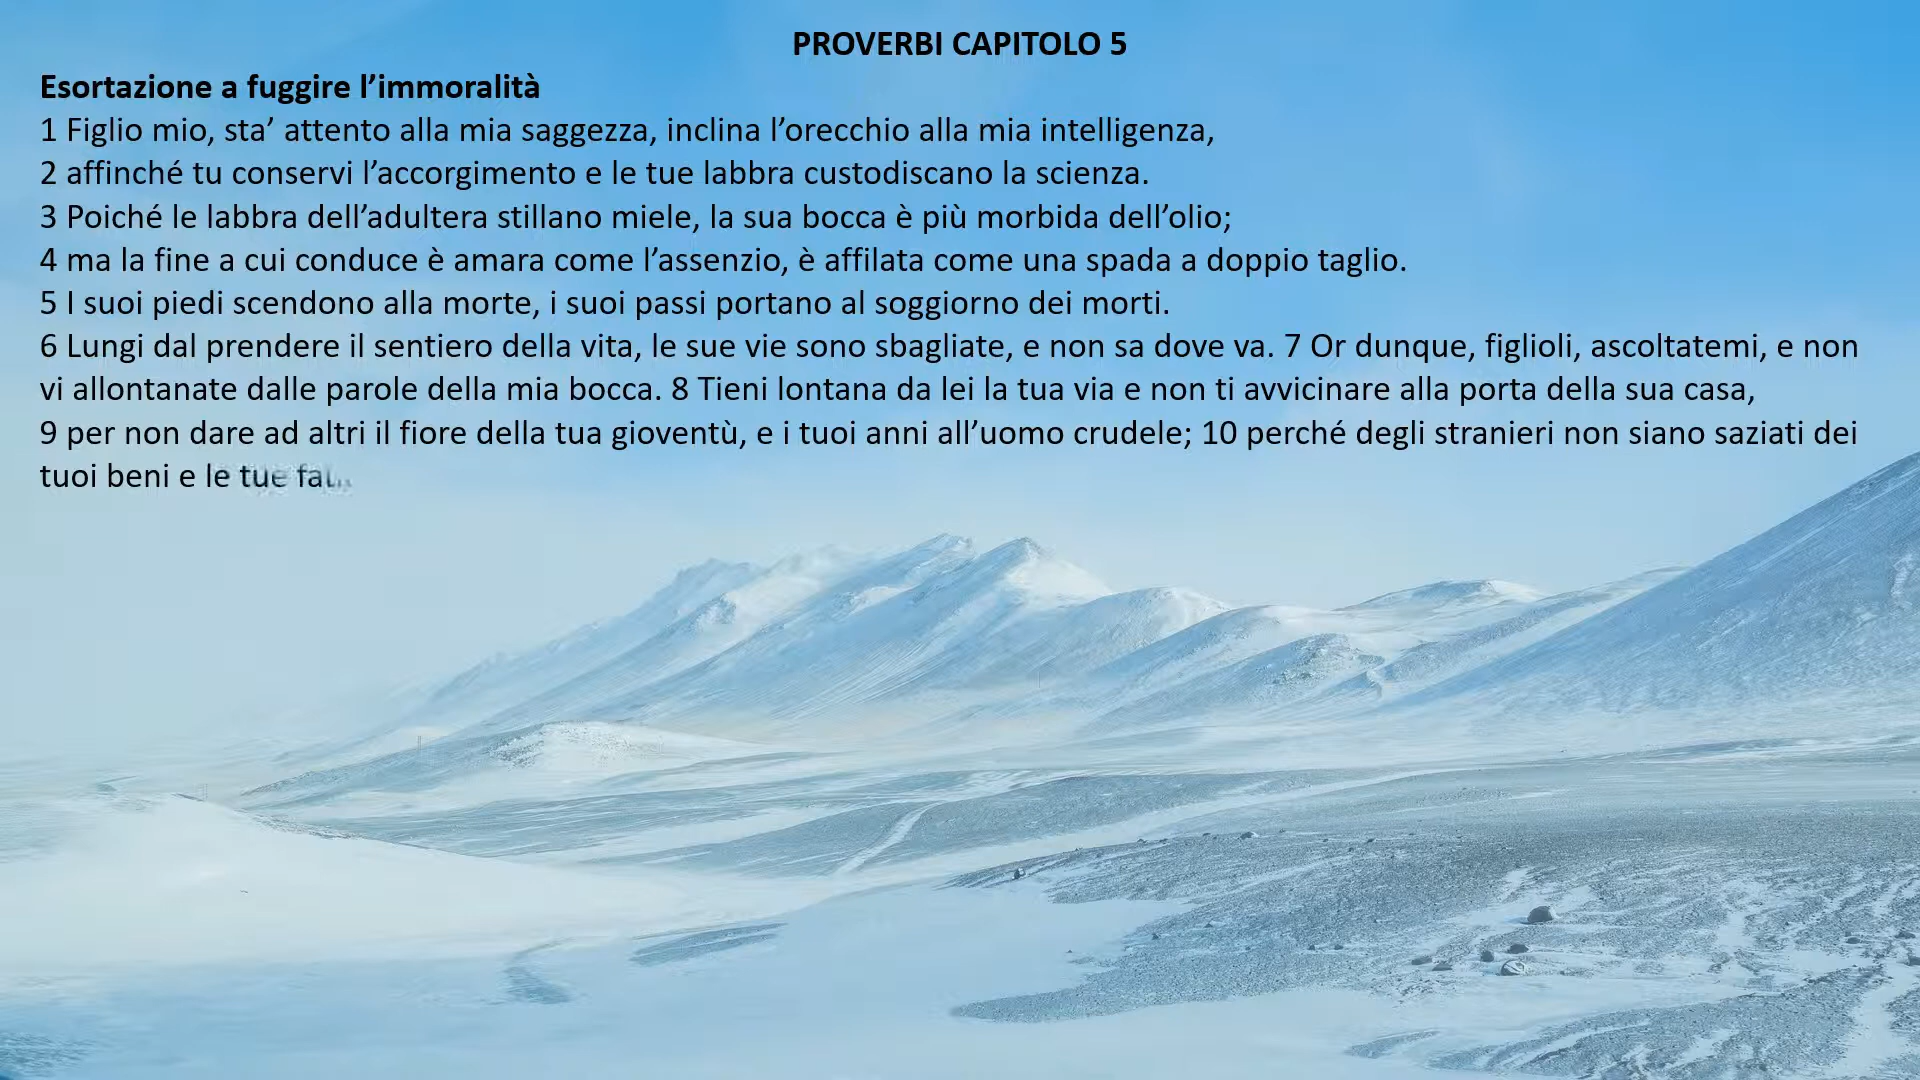 PROVERBI CAPITOLO 5
Esortazione a fuggire l’immoralità
1 Figlio mio, sta’ attento alla mia saggezza, inclina l’orecchio alla mia intelligenza,
2 affinché tu conservi l’accorgimento e le tue labbra custodiscano la scienza.
3 Poiché le labbra dell’adultera stillano miele, la sua bocca è più morbida dell’olio;
4 ma la fine a cui conduce è amara come l’assenzio, è affilata come una spada a doppio taglio.
5 I suoi piedi scendono alla morte, i suoi passi portano al soggiorno dei morti.
6 Lungi dal prendere il sentiero della vita, le sue vie sono sbagliate, e non sa dove va. 7 Or dunque, figlioli, ascoltatemi, e non
vi allontanate dalle parole della mia bocca. 8 Tieni lontana da lei la tua via e non ti avvicinare alla porta della sua casa,
9 per non dare ad altri il fiore della tua gioventù, e i tuoi anni all’uomo crudele; 10 perché degli stranieri non siano saziati dei
tuoi beni e le tue